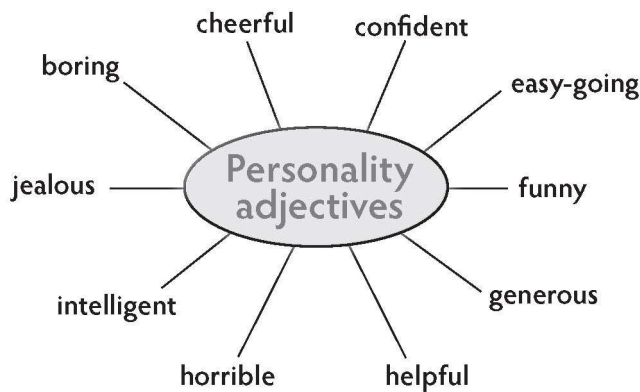 cheerful
confident
boring
easy-going
Personality
adjectives
jealous
funny
intelligent
generous
horrible
helpful